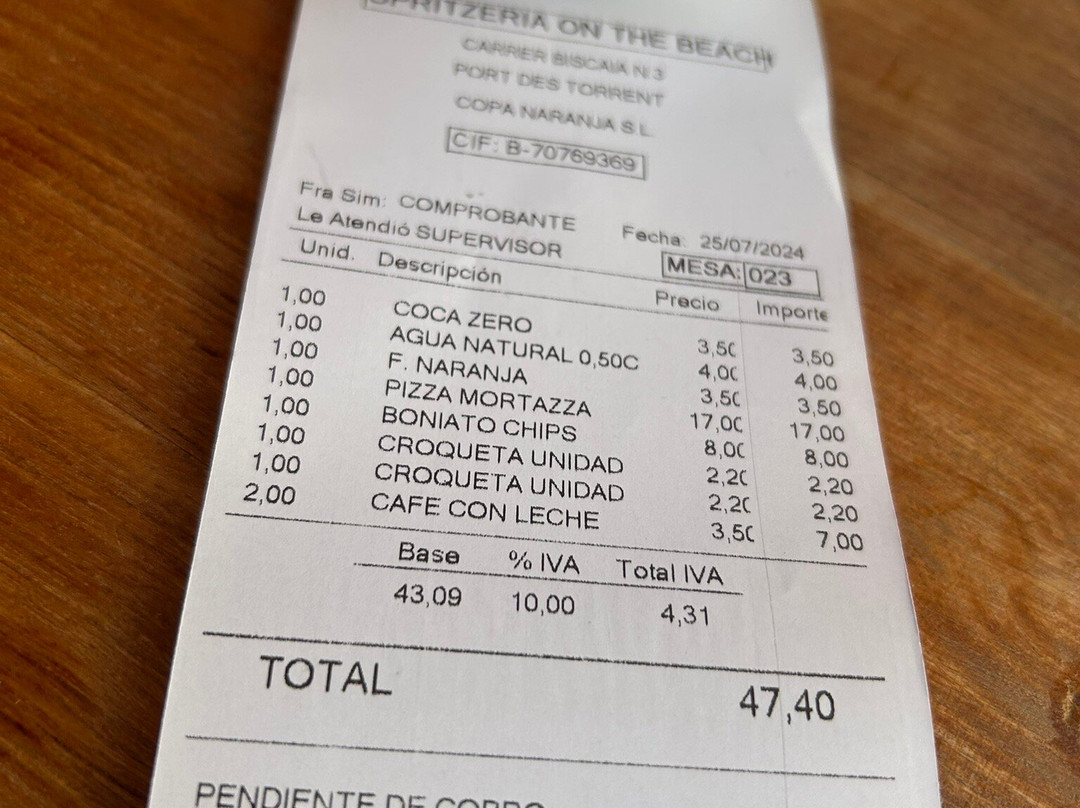 SPRITZERIA ON THE BEACH
CARRER BISCAIA N:3
PORT DES TORRENT
COPA NARANJA S L
CIF: B-70769369
Fra Sim: COMPROBANTE Fecha: 25/07/2024
Le Atendió SUPERVISOR MESA: 023
Unid. Descripción Precio Importe
1,00 COCA ZERO 3,50 3,50
1,00 AGUA NATURAL 0,50C 4,00 4,00
1,00 F. NARANJA 3,50 3,50
1,00 PIZZA MORTAZZA 17,00 17,00
1,00 BONIATO CHIPS 8,00 8,00
1,00 CROQUETA UNIDAD 2,20 2,20
1,00 CROQUETA UNIDAD 2,20 2,20
2,00 CAFE CON LECHE 3,50 7,00
Base % IVA Total IVA
43,09 10,00 4,31
TOTAL 47,40
PENDIENTE DE COBRO